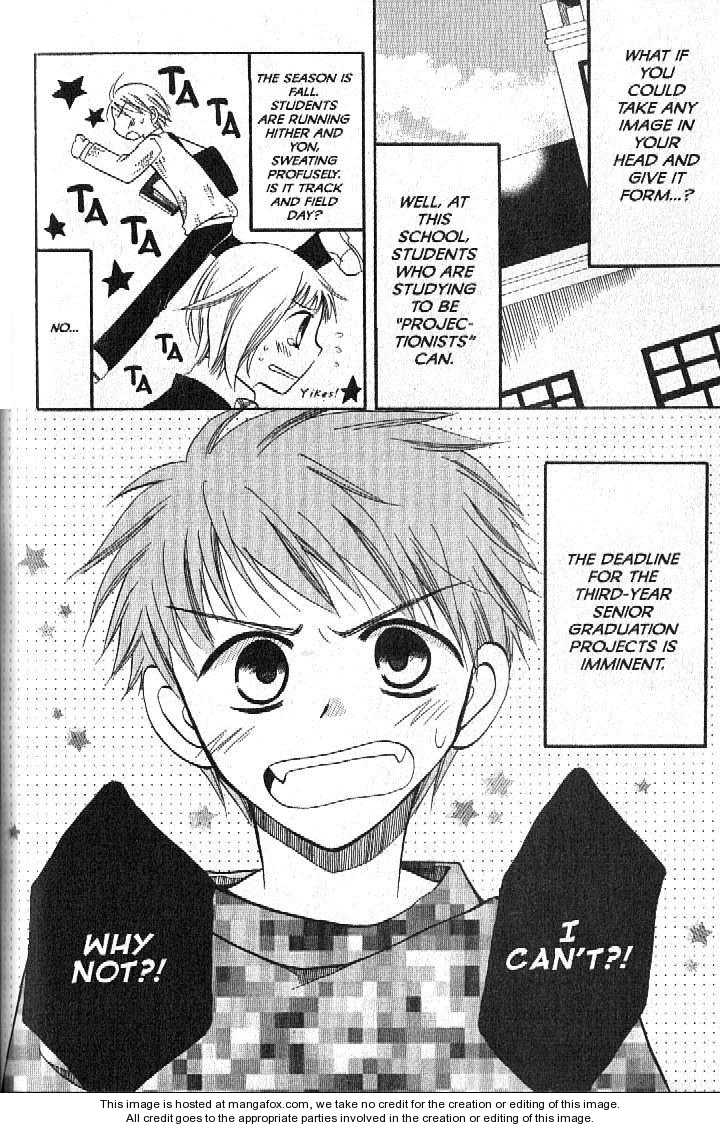 WHAT IF
YOU
COULD
TAKE ANY
IMAGE IN
YOUR
HEAD AND
GIVE IT
FORM...?
WELL, AT
THIS
SCHOOL,
STUDENTS
WHO ARE
STUDYING
TO BE
"PROJEC-
TIONISTS"
CAN.
THE SEASON IS
FALL.
STUDENTS
ARE RUNNING
HITHER AND
YON,
SWEATING
PROFUSELY.
IS IT TRACK
AND FIELD
DAY?
TA
TA
TA
TA
TA
TA
Yikes!
NO...
THE DEADLINE
FOR THE
THIRD-YEAR
SENIOR
GRADUATION
PROJECTS IS
IMMINENT.
I
CAN'T?!
WHY
NOT?!
This image is hosted at mangafox.com, we take no credit for the creation or editing of this image.
All credit goes to the appropriate parties involved in the creation or editing of this image.